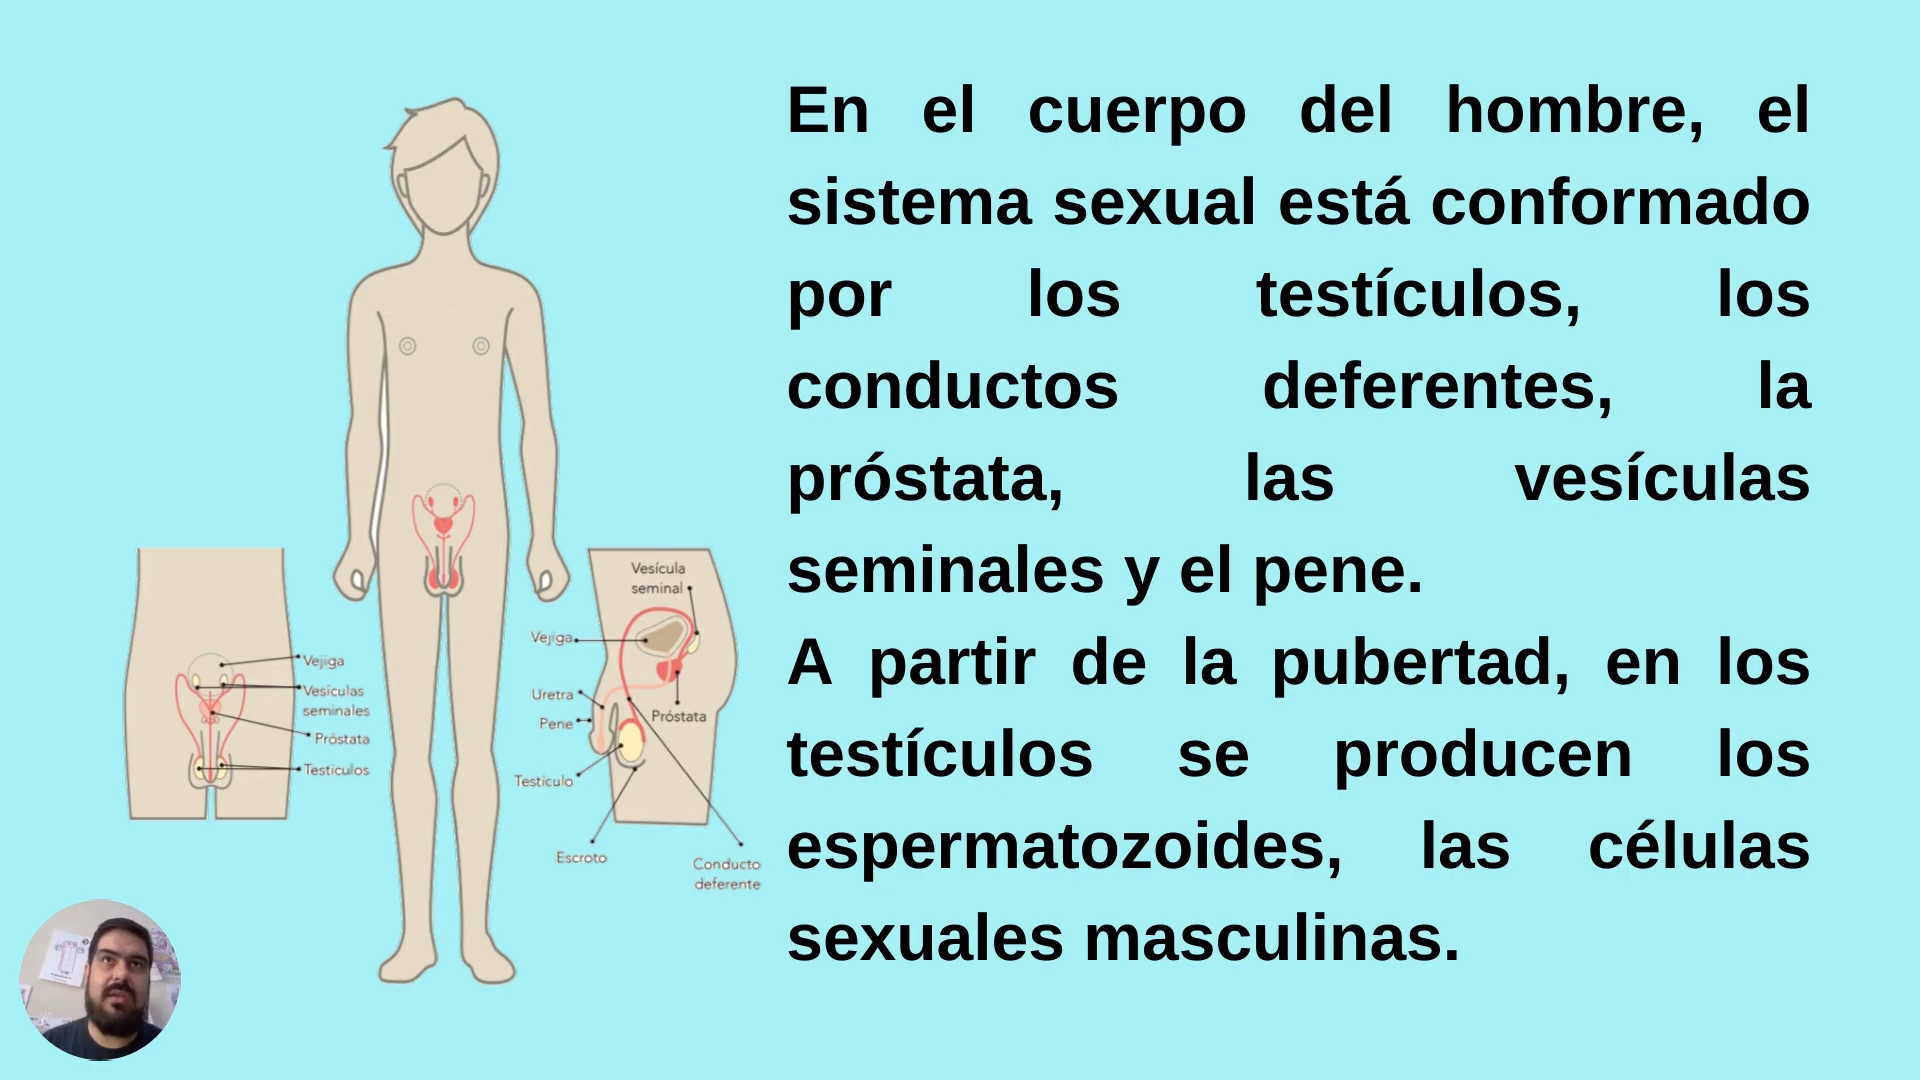 En el cuerpo del hombre, el
sistema sexual está conformado
por los testículos, los
conductos deferentes, la
próstata, las vesículas
seminales y el pene.
A partir de la pubertad, en los
testículos se producen los
espermatozoides, las células
sexuales masculinas.
Vejiga
Vesículas
seminales
Próstata
Testículos
Vesícula
seminal
Vejiga
Uretra
Pene
Próstata
Testículo
Escroto
Conducto
deferente